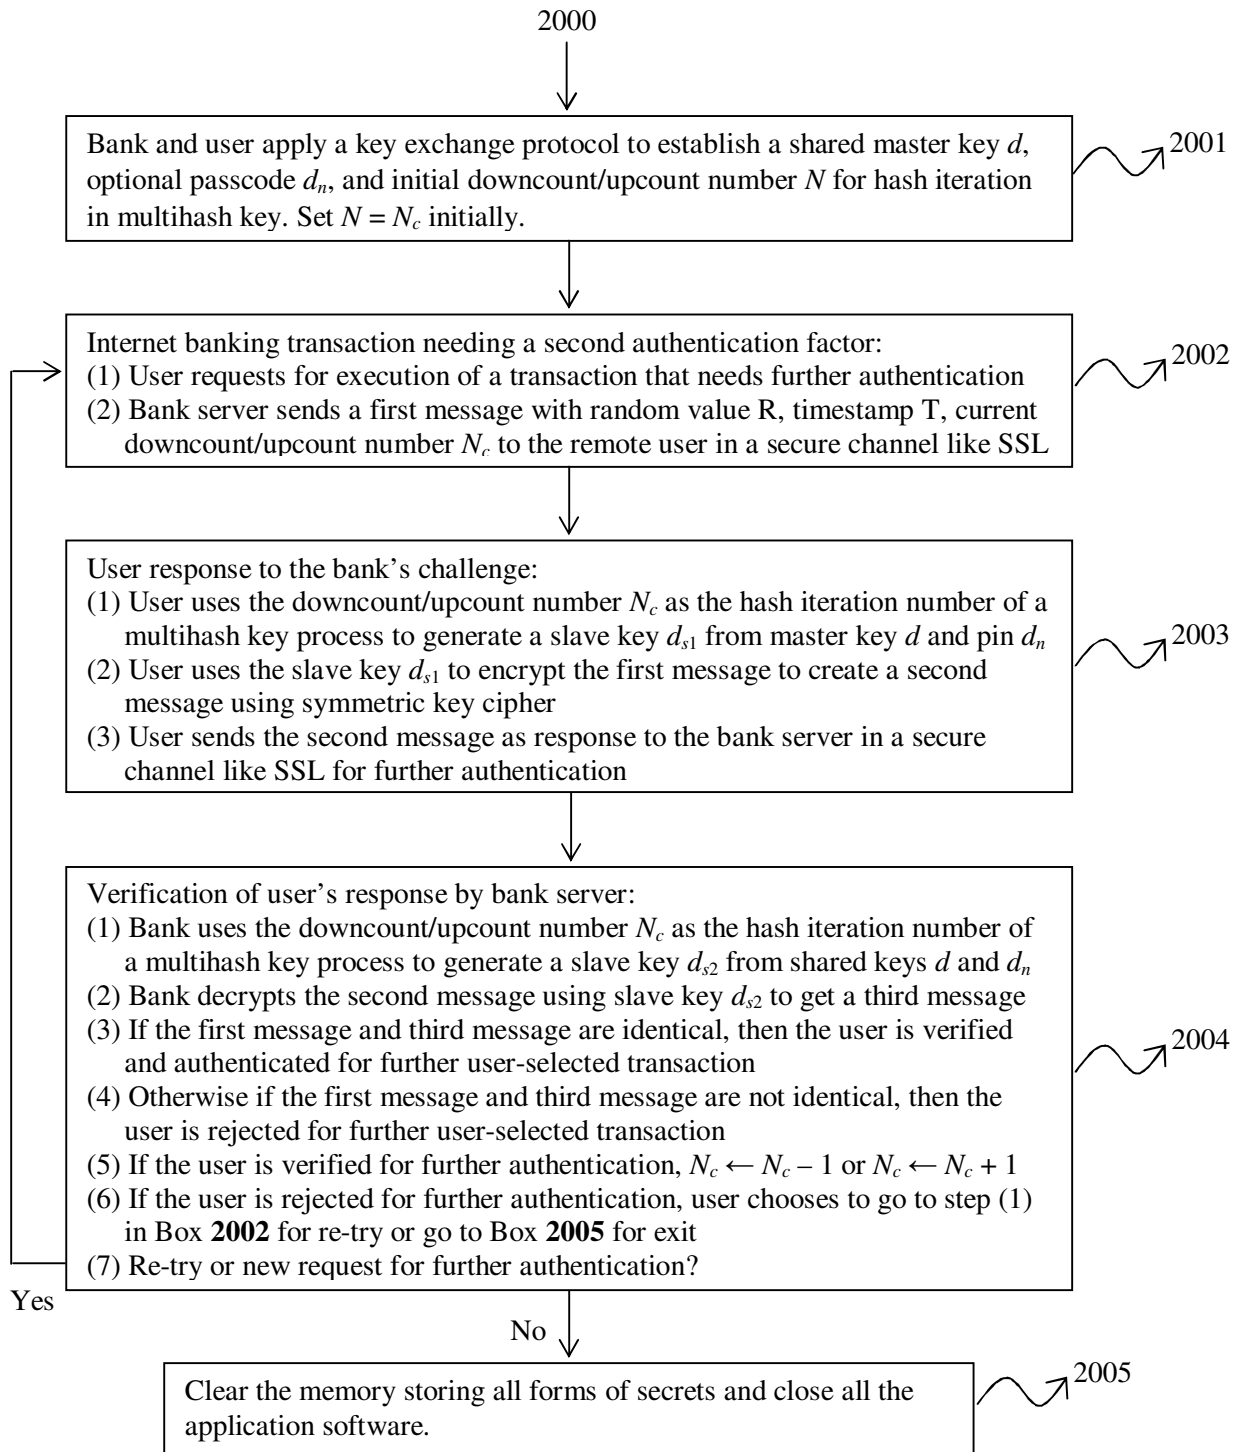 2000
Bank and user apply a key exchange protocol to establish a shared master key d,
optional passcode dn, and initial downcount/upcount number N for hash iteration
in multihash key. Set N = Nc initially.
2001
Internet banking transaction needing a second authentication factor:
(1) User requests for execution of a transaction that needs further authentication
(2) Bank server sends a first message with random value R, timestamp T, current
downcount/upcount number Nc to the remote user in a secure channel like SSL
2002
User response to the bank’s challenge:
(1) User uses the downcount/upcount number Nc as the hash iteration number of a
multihash key process to generate a slave key ds1 from master key d and pin dn
(2) User uses the slave key ds1 to encrypt the first message to create a second
message using symmetric key cipher
(3) User sends the second message as response to the bank server in a secure
channel like SSL for further authentication
2003
Verification of user’s response by bank server:
(1) Bank uses the downcount/upcount number Nc as the hash iteration number of
a multihash key process to generate a slave key ds2 from shared keys d and dn
(2) Bank decrypts the second message using slave key ds2 to get a third message
(3) If the first message and third message are identical, then the user is verified
and authenticated for further user-selected transaction
(4) Otherwise if the first message and third message are not identical, then the
user is rejected for further user-selected transaction
(5) If the user is verified for further authentication, Nc ← Nc – 1 or Nc ← Nc + 1
(6) If the user is rejected for further authentication, user chooses to go to step (1)
in Box 2002 for re-try or go to Box 2005 for exit
(7) Re-try or new request for further authentication?
2004
Yes
No
Clear the memory storing all forms of secrets and close all the
application software.
2005